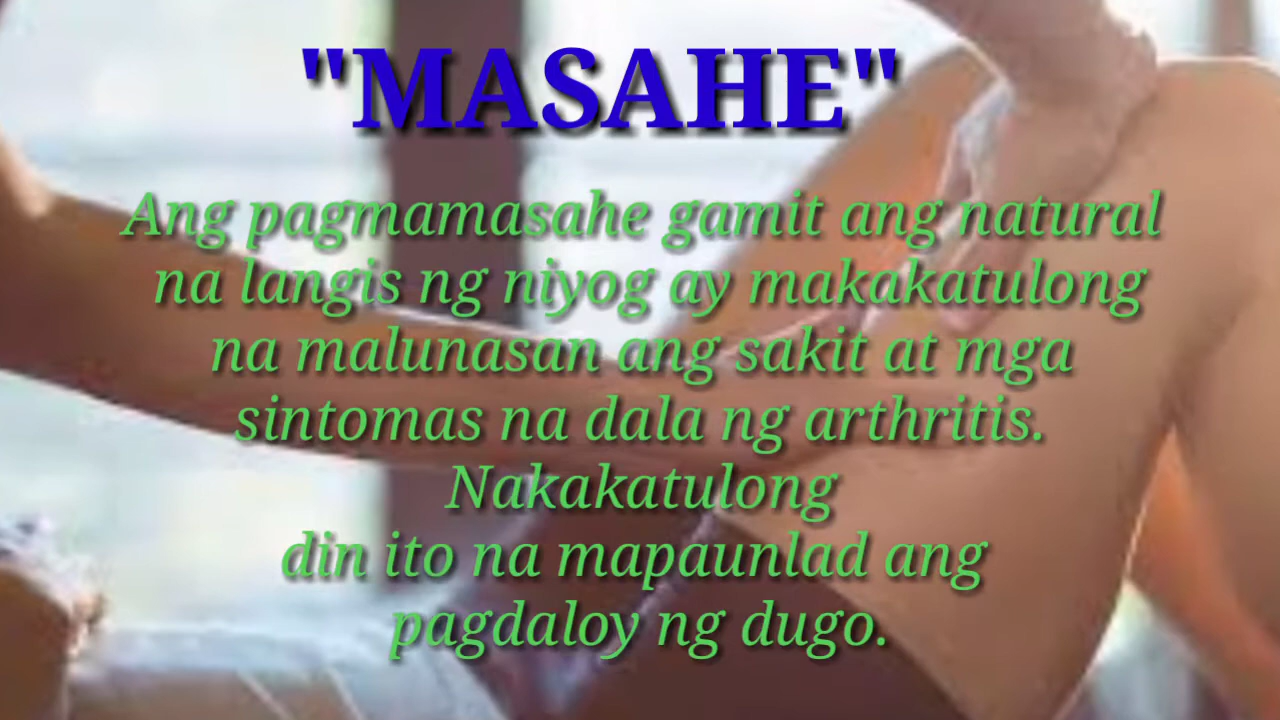 "MASAHE"
Ang pagmamasahe gamit ang natural
na langis ng niyog ay makakatulong
na malunasan ang sakit at mga
sintomas na dala ng arthritis.
Nakakatulong
din ito na mapaunlad ang
pagdaloy ng dugo.